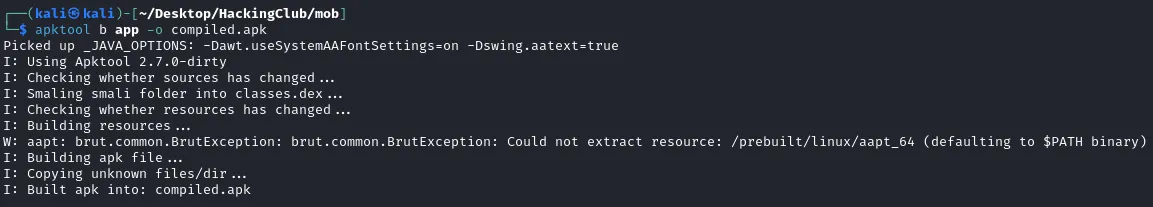 ┌──(kali㉿kali)-[~/Desktop/HackingClub/mob]
└─$ apktool b app -o compiled.apk
Picked up _JAVA_OPTIONS: -Dawt.useSystemAAFontSettings=on -Dswing.aatext=true
I: Using Apktool 2.7.0-dirty
I: Checking whether sources has changed...
I: Smaling smali folder into classes.dex...
I: Checking whether resources has changed...
I: Building resources...
W: aapt: brut.common.BrutException: brut.common.BrutException: Could not extract resource: /prebuilt/linux/aapt_64 (defaulting to $PATH binary)
I: Building apk file...
I: Copying unknown files/dir...
I: Built apk into: compiled.apk